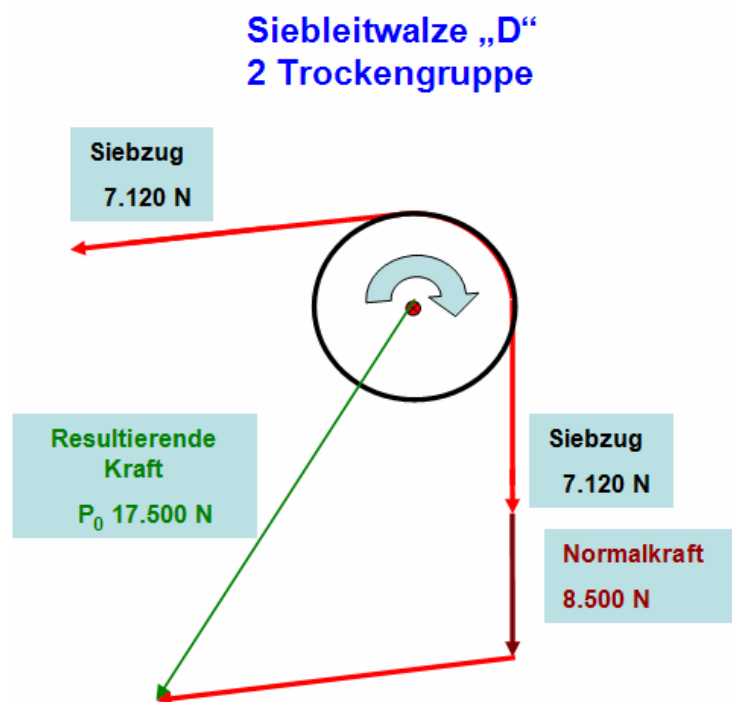 Siebleitwalze „D“
2 Trockengruppe
Siebzug
7.120 N
Resultierende
Kraft
P₀ 17.500 N
Siebzug
7.120 N
Normalkraft
8.500 N